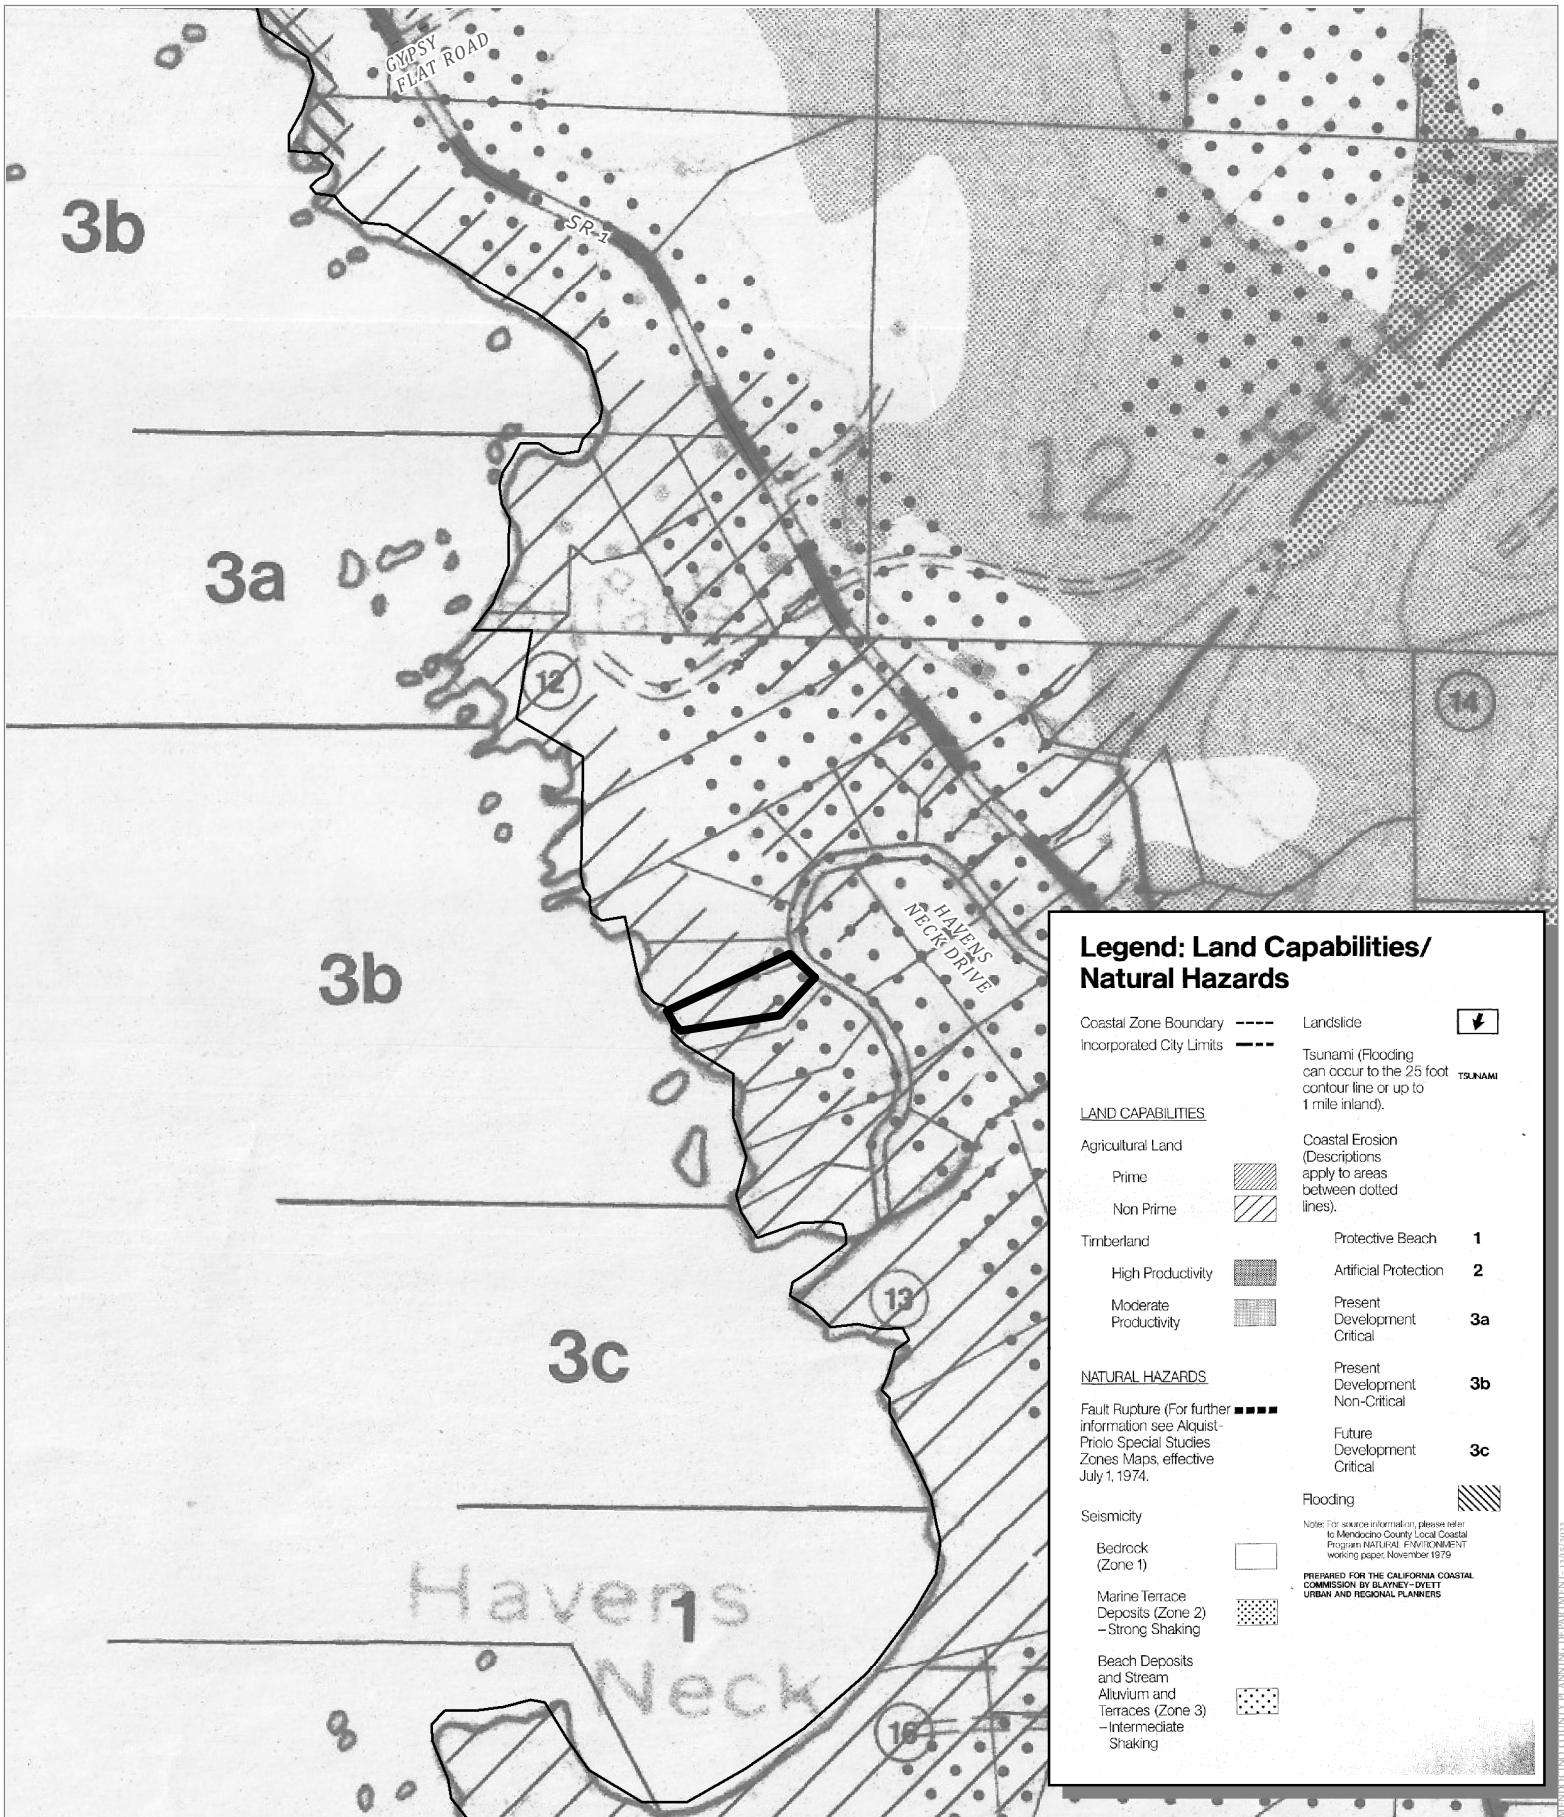 GYPSY
FLAT ROAD
3b
SR 1
12
3a
12
14
HAVENS
NECK DRIVE
3b
13
3c
Havens
1
Neck
16
Legend: Land Capabilities/
Natural Hazards
Coastal Zone Boundary
Incorporated City Limits
LAND CAPABILITIES
Agricultural Land
Prime
Non Prime
Timberland
High Productivity
Moderate
Productivity
NATURAL HAZARDS
Fault Rupture (For further
information see Alquist-
Priolo Special Studies
Zones Maps, effective
July 1, 1974.
Seismicity
Bedrock
(Zone 1)
Marine Terrace
Deposits (Zone 2)
–Strong Shaking
Beach Deposits
and Stream
Alluvium and
Terraces (Zone 3)
–Intermediate
Shaking
Landslide
Tsunami (Flooding
can occur to the 25 foot
contour line or up to
1 mile inland).
TSUNAMI
Coastal Erosion
(Descriptions
apply to areas
between dotted
lines).
Protective Beach 1
Artificial Protection 2
Present
Development
Critical
3a
Present
Development
Non-Critical
3b
Future
Development
Critical
3c
Flooding
Note: For source information, please refer
to Mendocino County Local Coastal
Program NATURAL ENVIRONMENT
working paper, November 1979
PREPARED FOR THE CALIFORNIA COASTAL
COMMISSION BY BLAYNEY-DYETT
URBAN AND REGIONAL PLANNERS